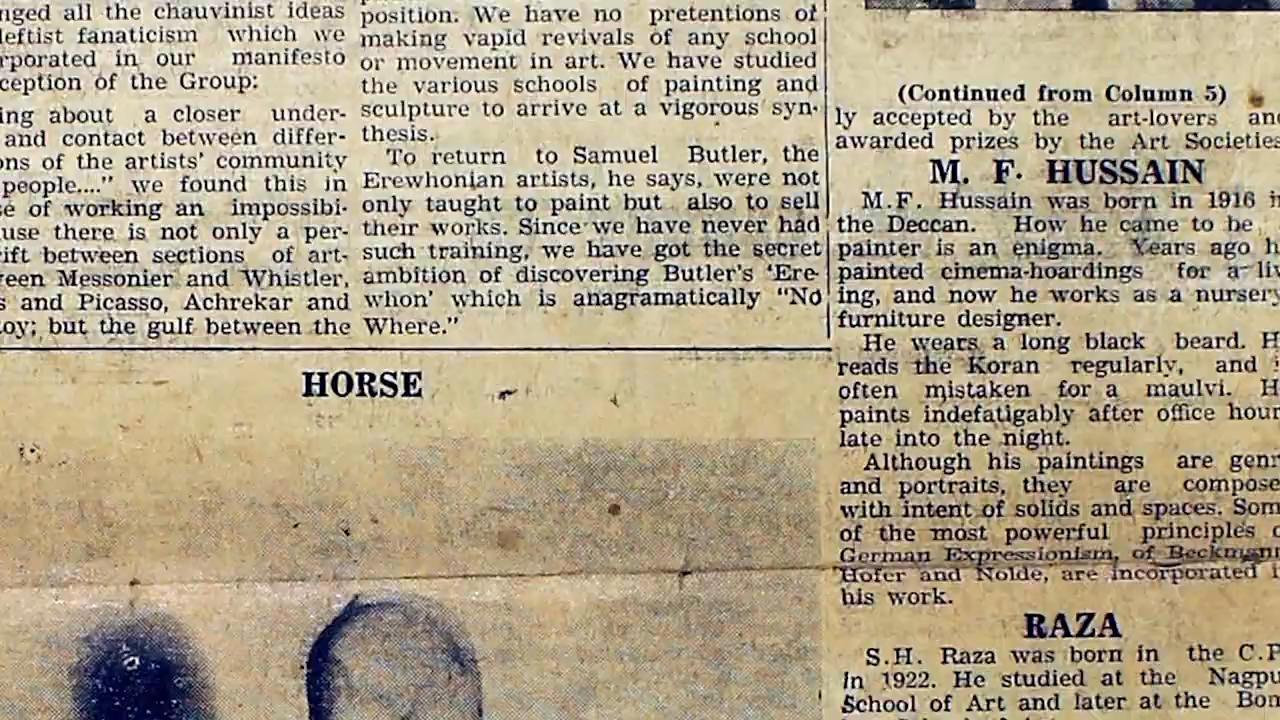 nged all the chauvinist ideas
leftist fanaticism which we
rporated in our manifesto
ception of the Group:
ing about a closer under-
and contact between differ-
ons of the artists' community
people...." we found this in
se of working an impossibi-
use there is not only a per-
rift between sections of art-
ween Messonier and Whistler,
s and Picasso, Achrekar and
oy; but the gulf between the
position. We have no pretentions of
making vapid revivals of any school
or movement in art. We have studied
the various schools of painting and
sculpture to arrive at a vigorous syn-
thesis.
To return to Samuel Butler, the
Erewhonian artists, he says, were not
only taught to paint but also to sell
their works. Since we have never had
such training, we have got the secret
ambition of discovering Butler's 'Ere-
whon' which is anagramatically "No
Where."
HORSE
(Continued from Column 5)
ly accepted by the art-lovers and
awarded prizes by the Art Societies
M. F. HUSSAIN
M.F. Hussain was born in 1916 in
the Deccan. How he came to be
painter is an enigma. Years ago h
painted cinema-hoardings for a liv
ing, and now he works as a nursery
furniture designer.
He wears a long black beard. H
reads the Koran regularly, and
often mistaken for a maulvi. H
paints indefatigably after office hour
late into the night.
Although his paintings are genr
and portraits, they are compose
with intent of solids and spaces. Som
of the most powerful principles o
German Expressionism, of Beckmann
Hofer and Nolde, are incorporated i
his work.
RAZA
S.H. Raza was born in the C.P
in 1922. He studied at the Nagpu
School of Art and later at the Bom